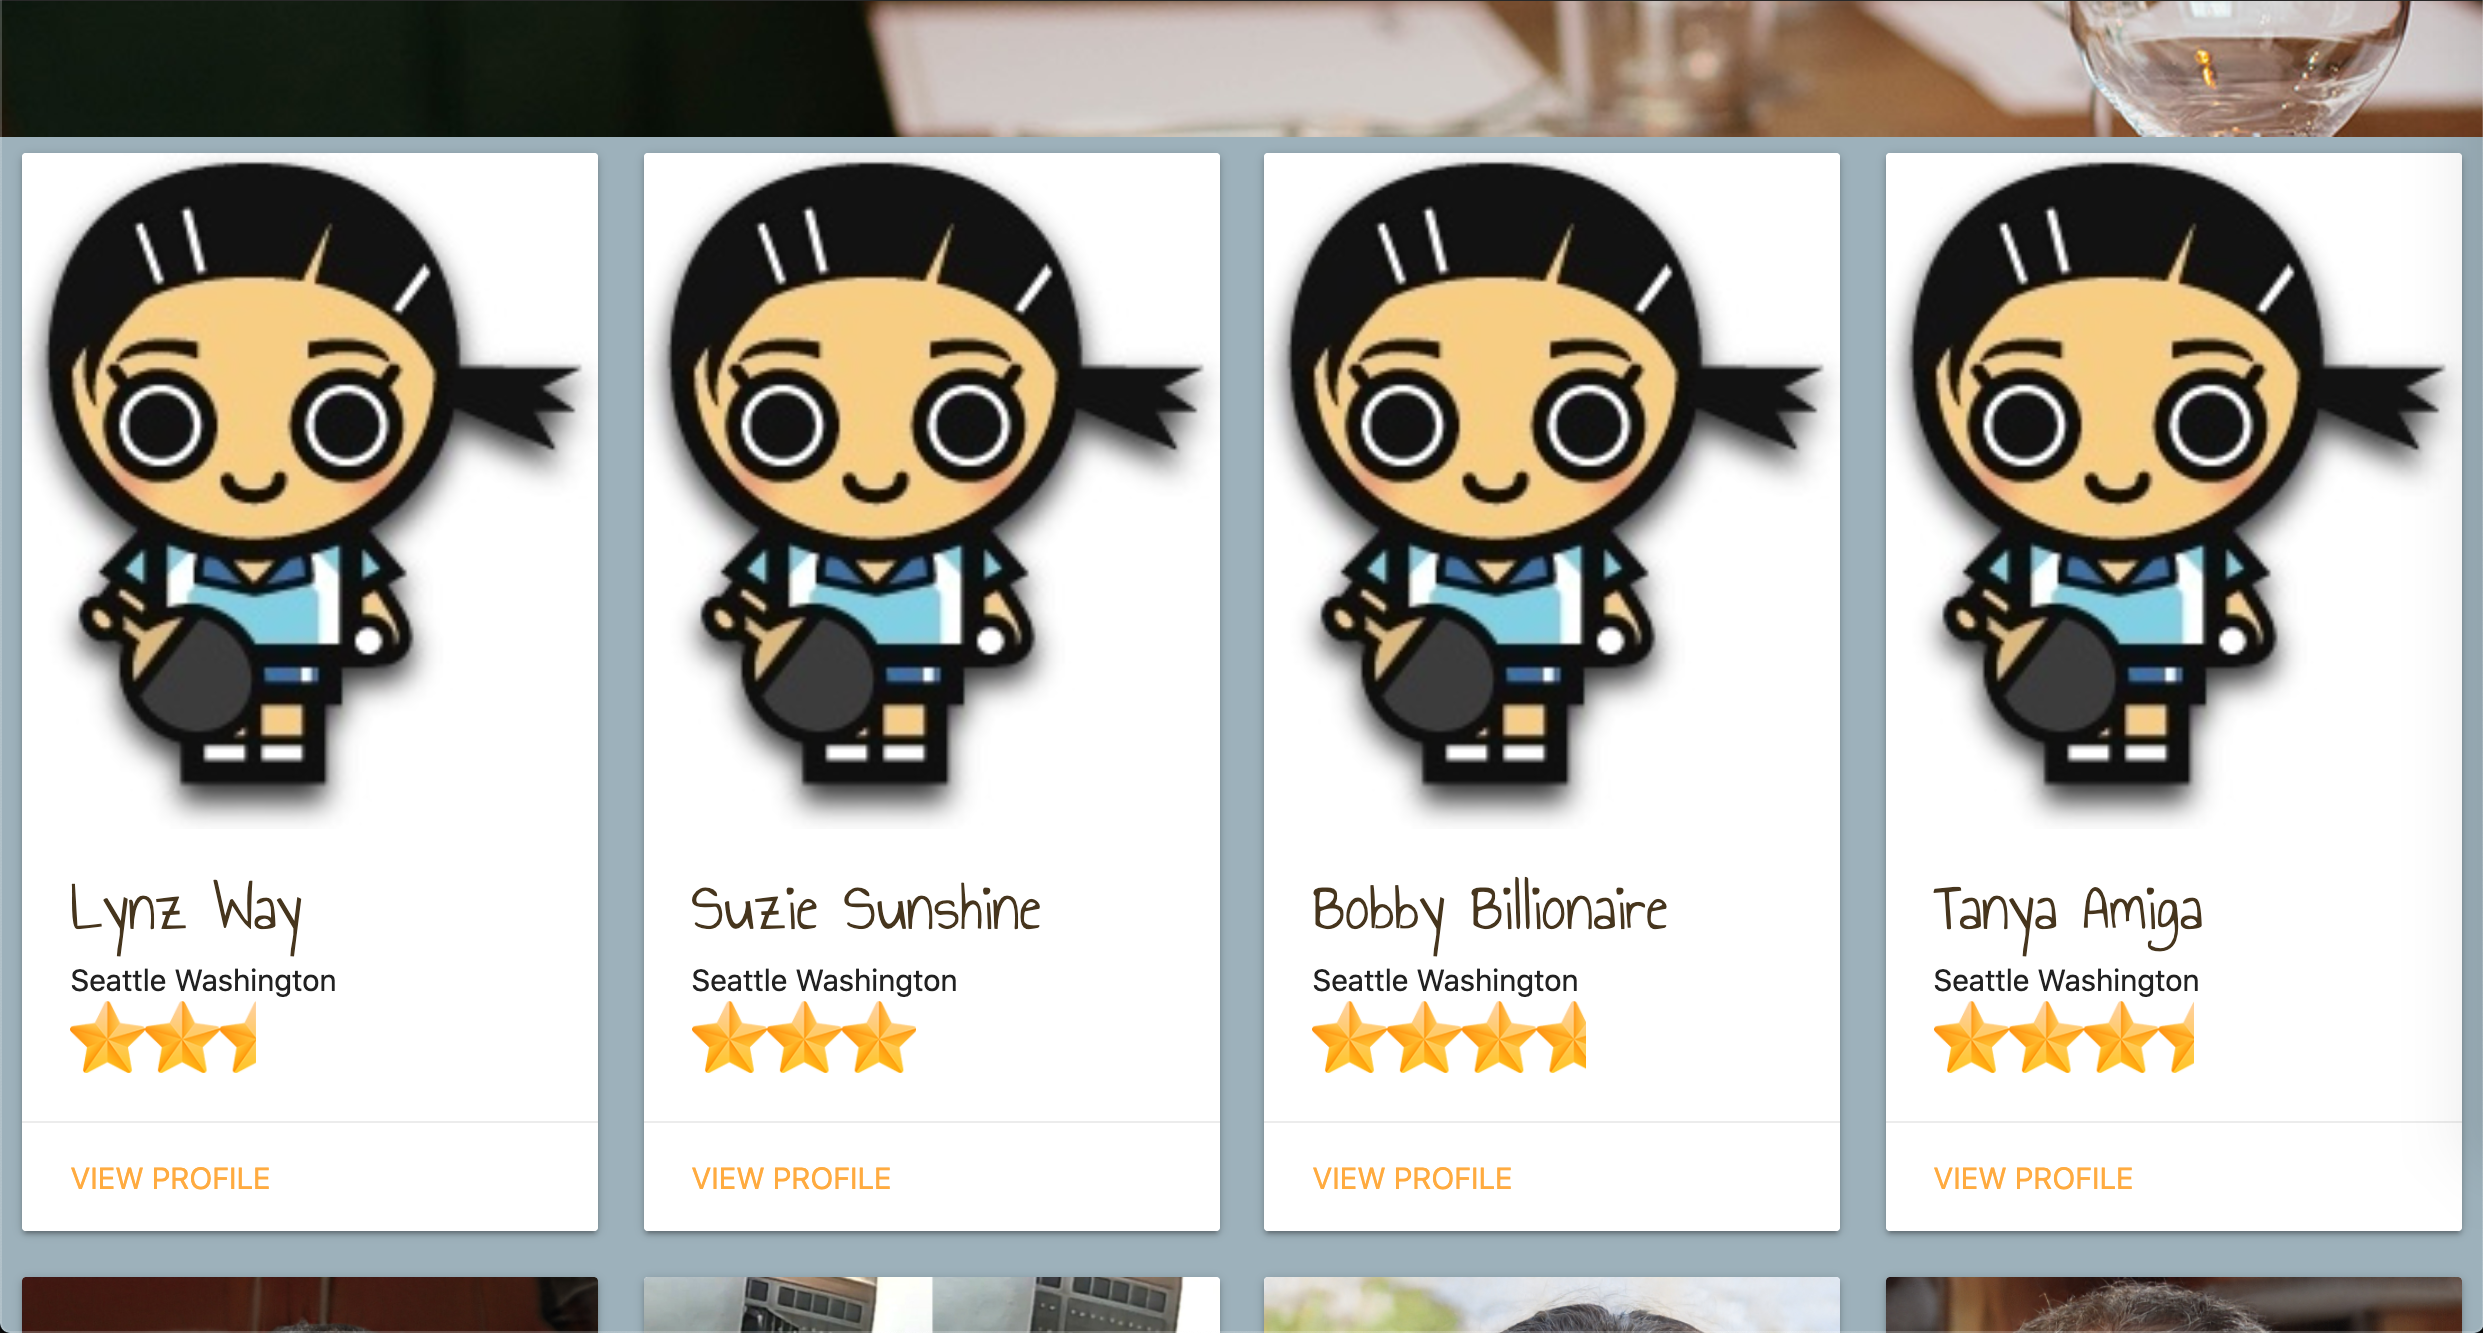 Lynz Way
Seattle Washington
VIEW PROFILE
Suzie Sunshine
Seattle Washington
VIEW PROFILE
Bobby Billionaire
Seattle Washington
VIEW PROFILE
Tanya Amiga
Seattle Washington
VIEW PROFILE